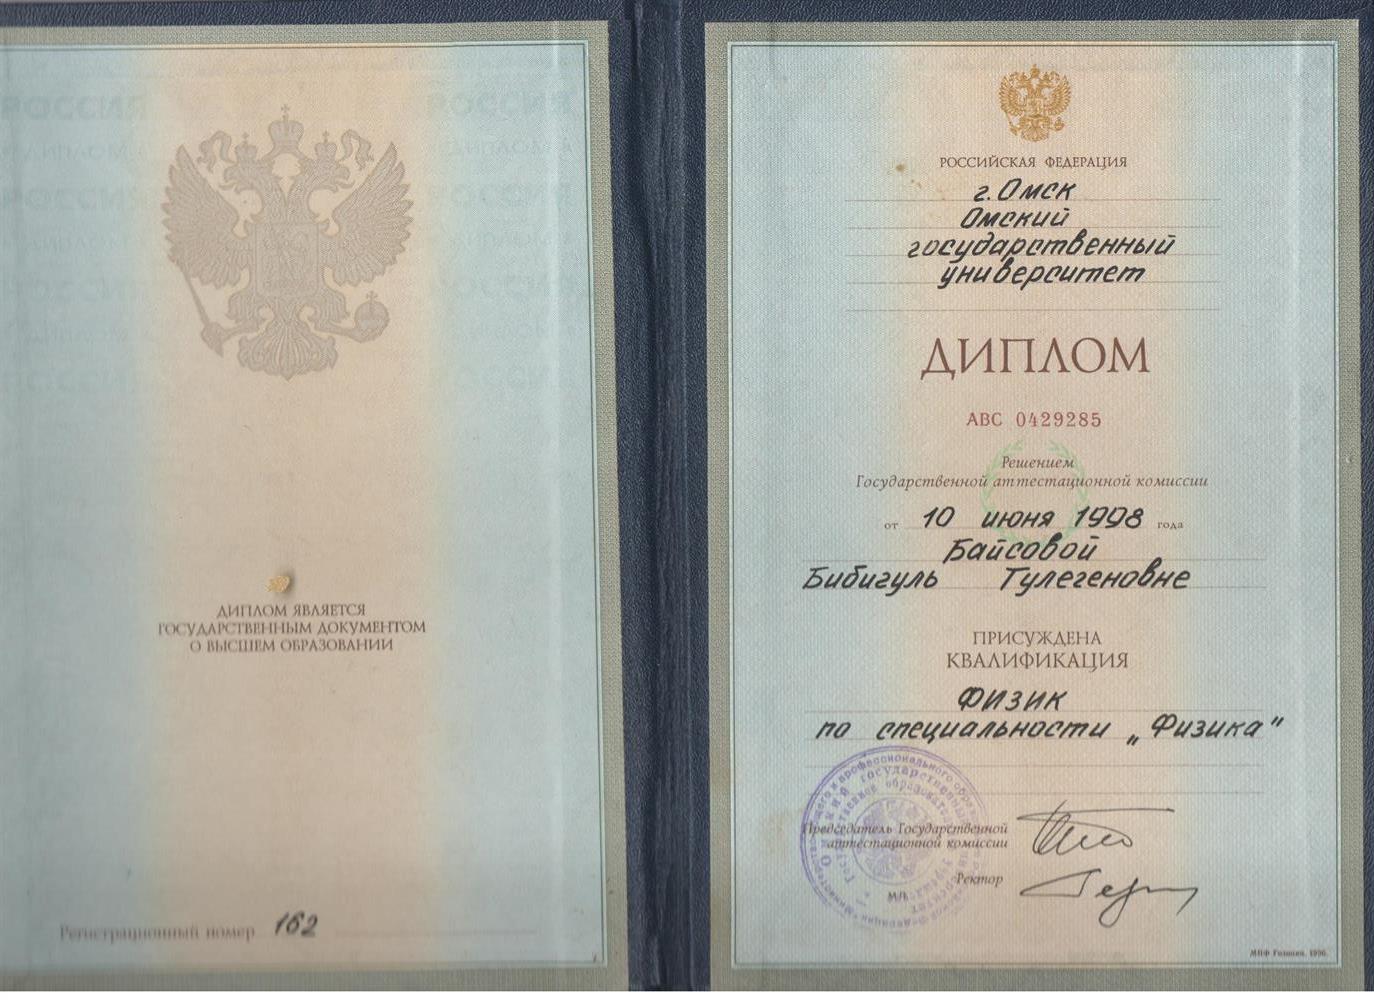 ДИПЛОМ ЯВЛЯЕТСЯ
ГОСУДАРСТВЕННЫМ ДОКУМЕНТОМ
О ВЫСШЕМ ОБРАЗОВАНИИ
Регистрационный номер 162
РОССИЙСКАЯ ФЕДЕРАЦИЯ
г. Омск
Омский
государственный
университет
ДИПЛОМ
АВС 0429285
Решением
Государственной аттестационной комиссии
от 10 июня 1998 года
Байсовой
Бибигуль Тулегеновне
ПРИСУЖДЕНА
КВАЛИФИКАЦИЯ
Физик
по специальности „Физика"
Председатель Государственной
аттестационной комиссии
Ректор